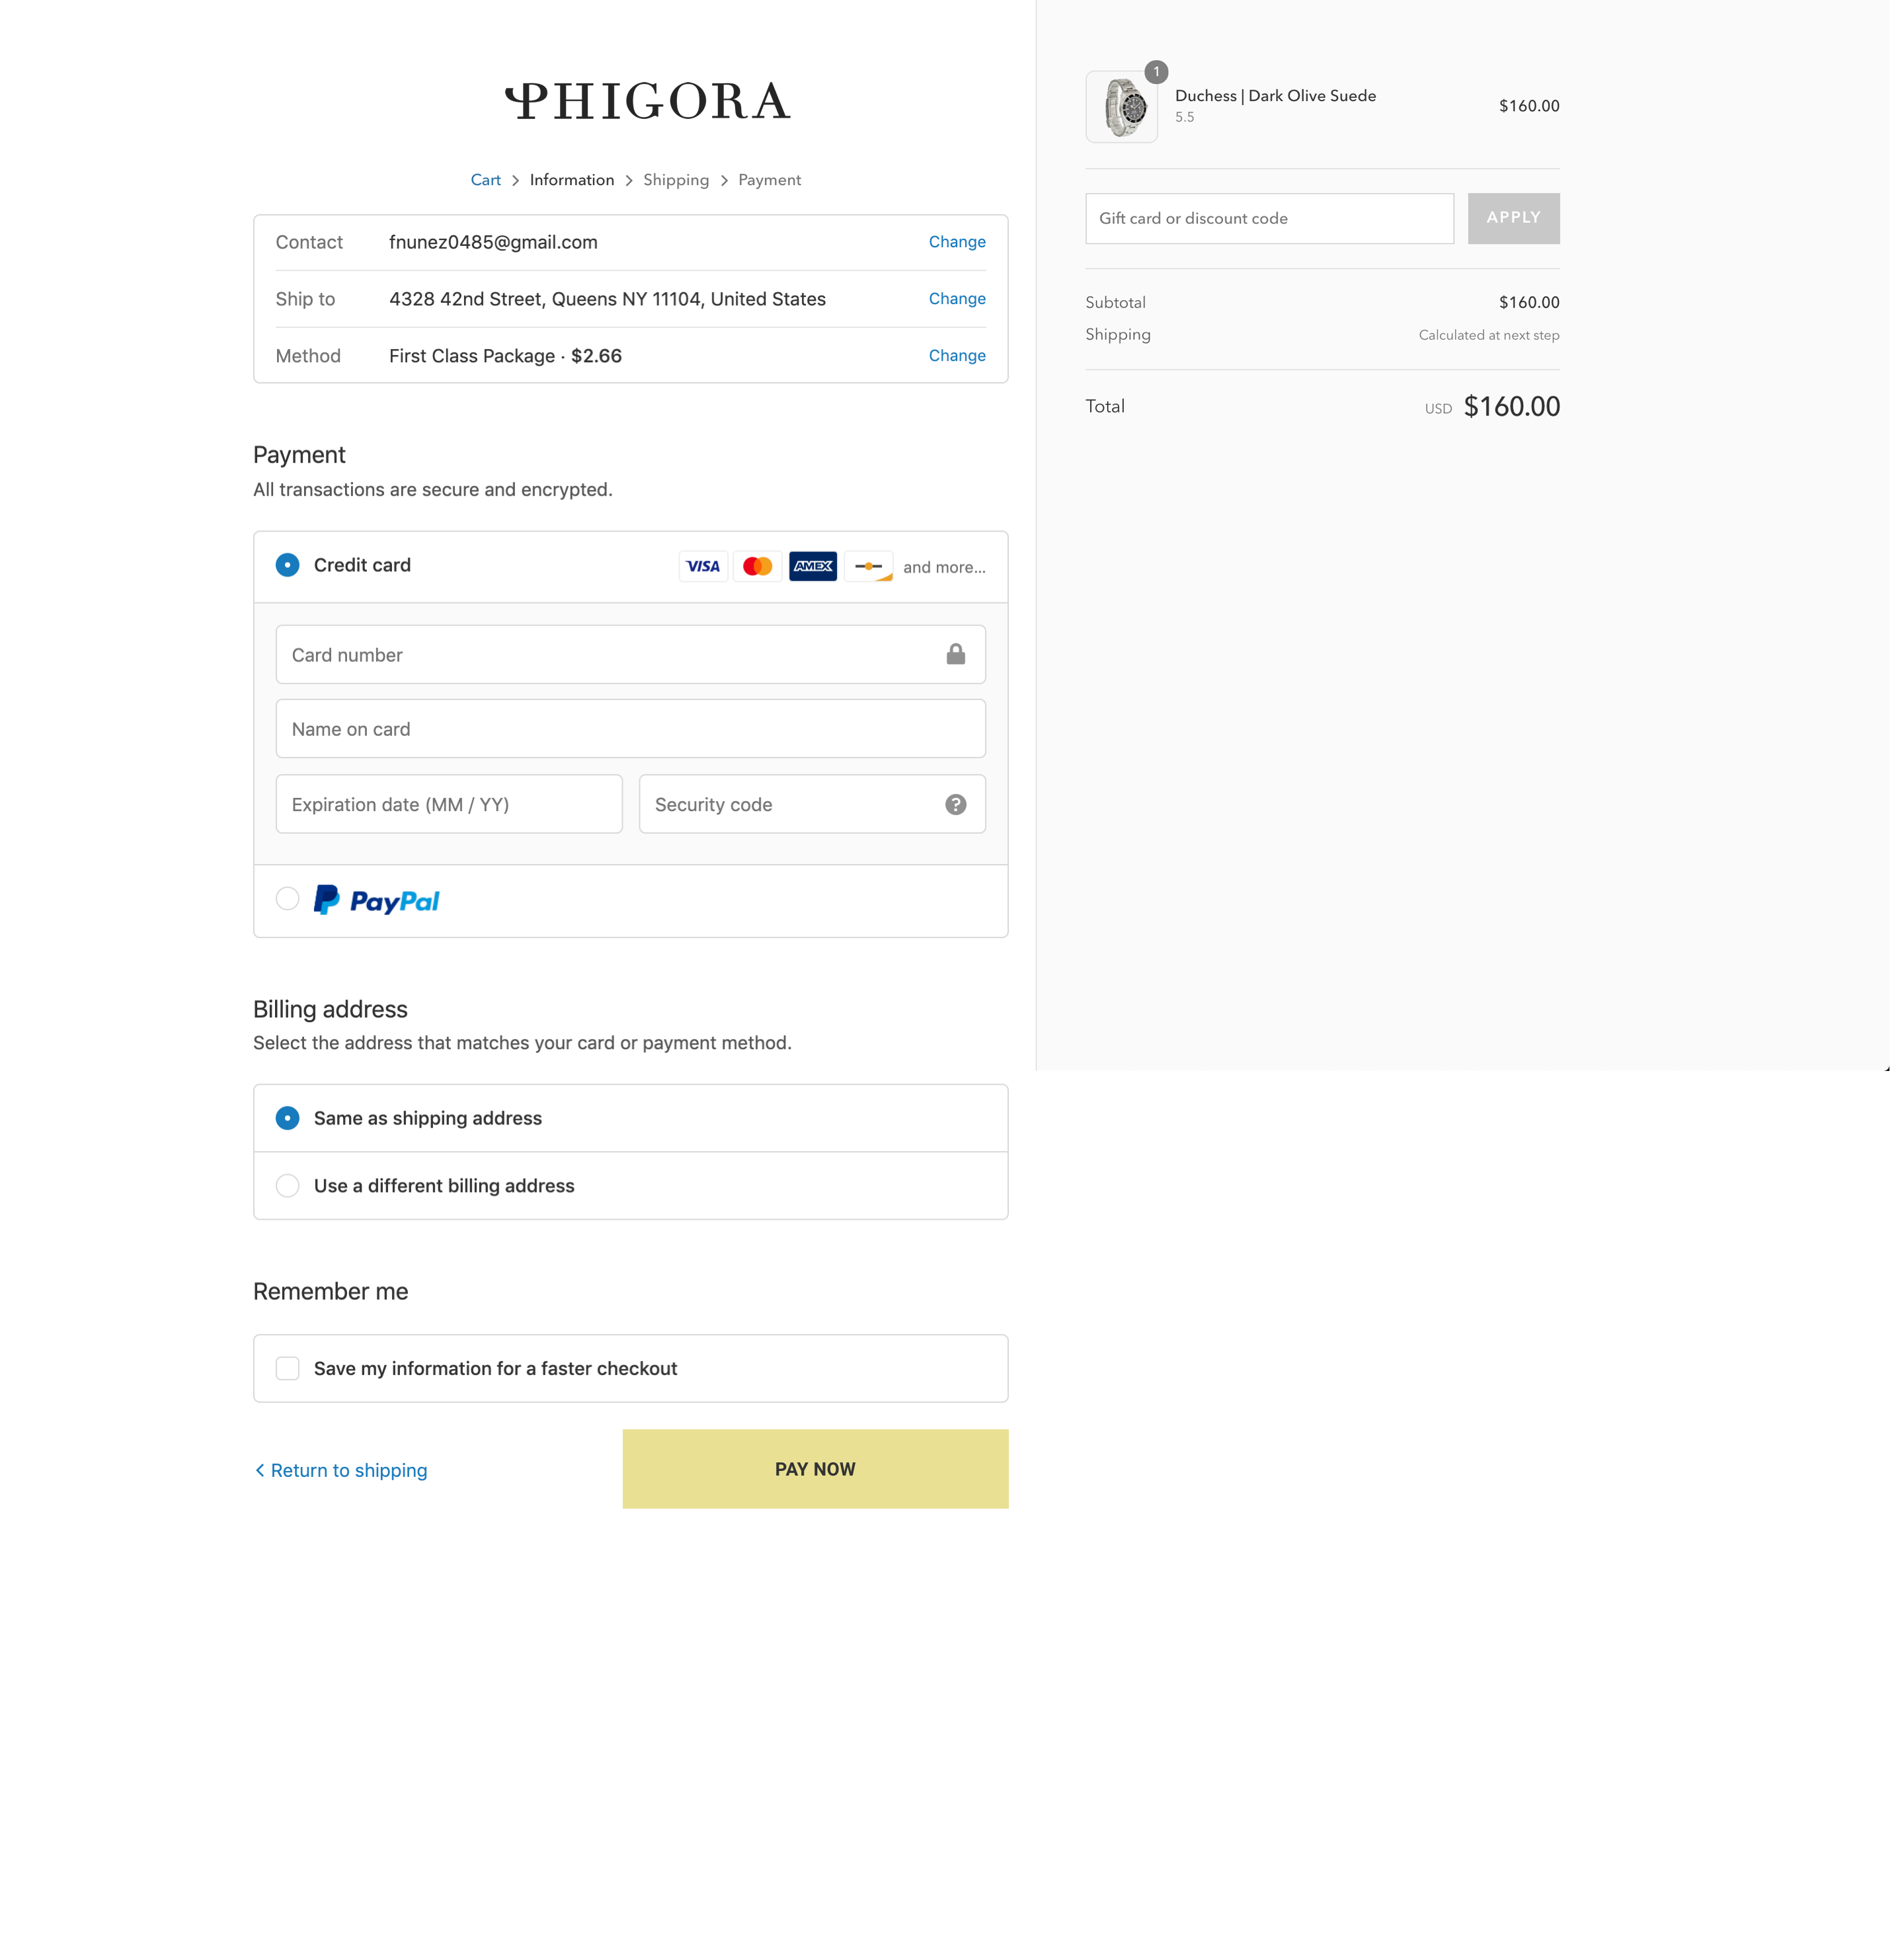 PHIGORA
Cart > Information > Shipping > Payment
Contact fnunez0485@gmail.com Change
Ship to 4328 42nd Street, Queens NY 11104, United States Change
Method First Class Package · $2.66 Change
Payment
All transactions are secure and encrypted.
Credit card VISA AMEX and more...
Card number
Name on card
Expiration date (MM / YY) Security code ?
PayPal
Billing address
Select the address that matches your card or payment method.
Same as shipping address
Use a different billing address
Remember me
Save my information for a faster checkout
< Return to shipping PAY NOW
1
Duchess | Dark Olive Suede $160.00
5.5
Gift card or discount code APPLY
Subtotal $160.00
Shipping Calculated at next step
Total USD $160.00